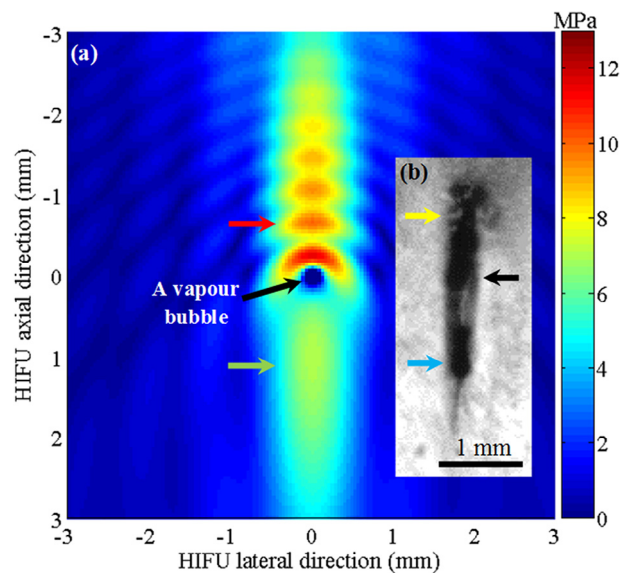 MPa
-3
(a)
12
-2
10
-1
(b)
8
0
A vapour
bubble
6
1
4
2
1 mm
2
3
0
-3
-2
-1
0
1
2
3
HIFU axial direction (mm)
HIFU lateral direction (mm)